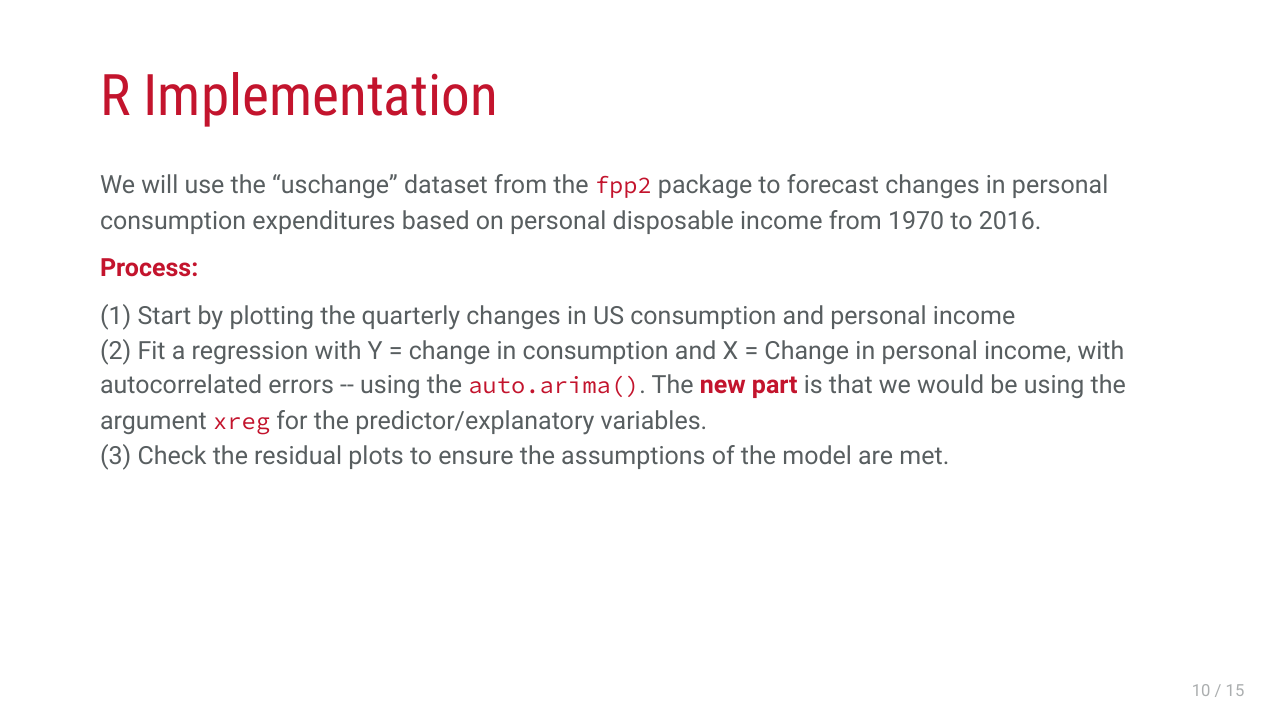 R Implementation
We will use the “uschange” dataset from the fpp2 package to forecast changes in personal
consumption expenditures based on personal disposable income from 1970 to 2016.
Process:
(1) Start by plotting the quarterly changes in US consumption and personal income
(2) Fit a regression with Y = change in consumption and X = Change in personal income, with
autocorrelated errors -- using the auto.arima(). The new part is that we would be using the
argument xreg for the predictor/explanatory variables.
(3) Check the residual plots to ensure the assumptions of the model are met.
10 / 15